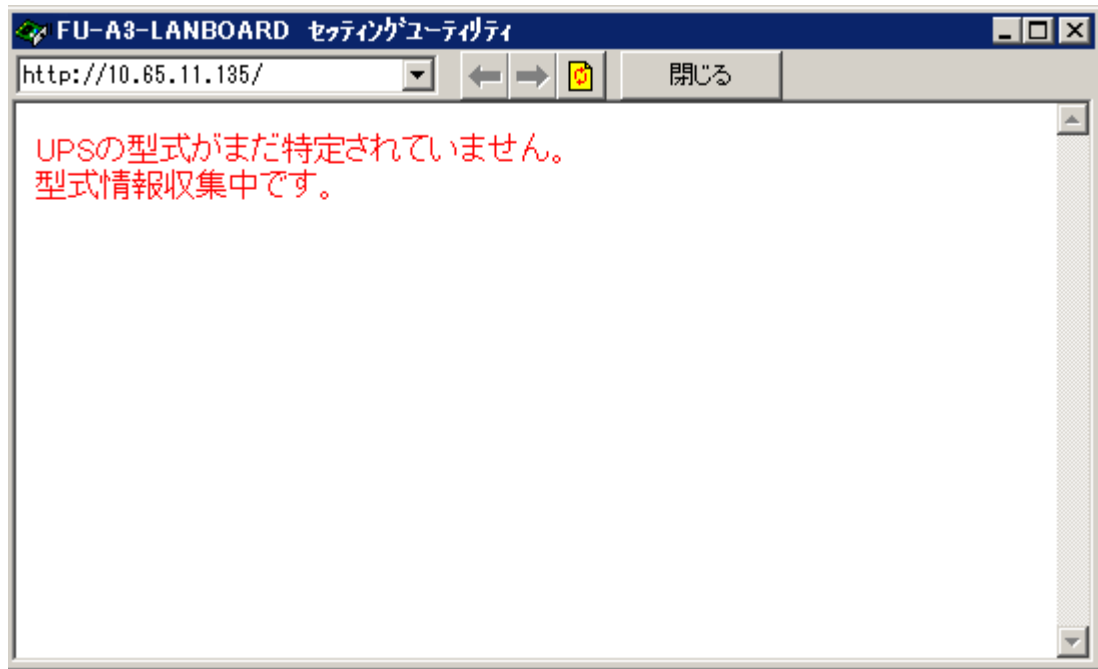 FU-A3-LANBOARD ｾｯﾃｨﾝｸﾞﾕｰﾃｨﾘﾃｨ
http://10.65.11.135/
閉じる
UPSの型式がまだ特定されていません。
型式情報収集中です。